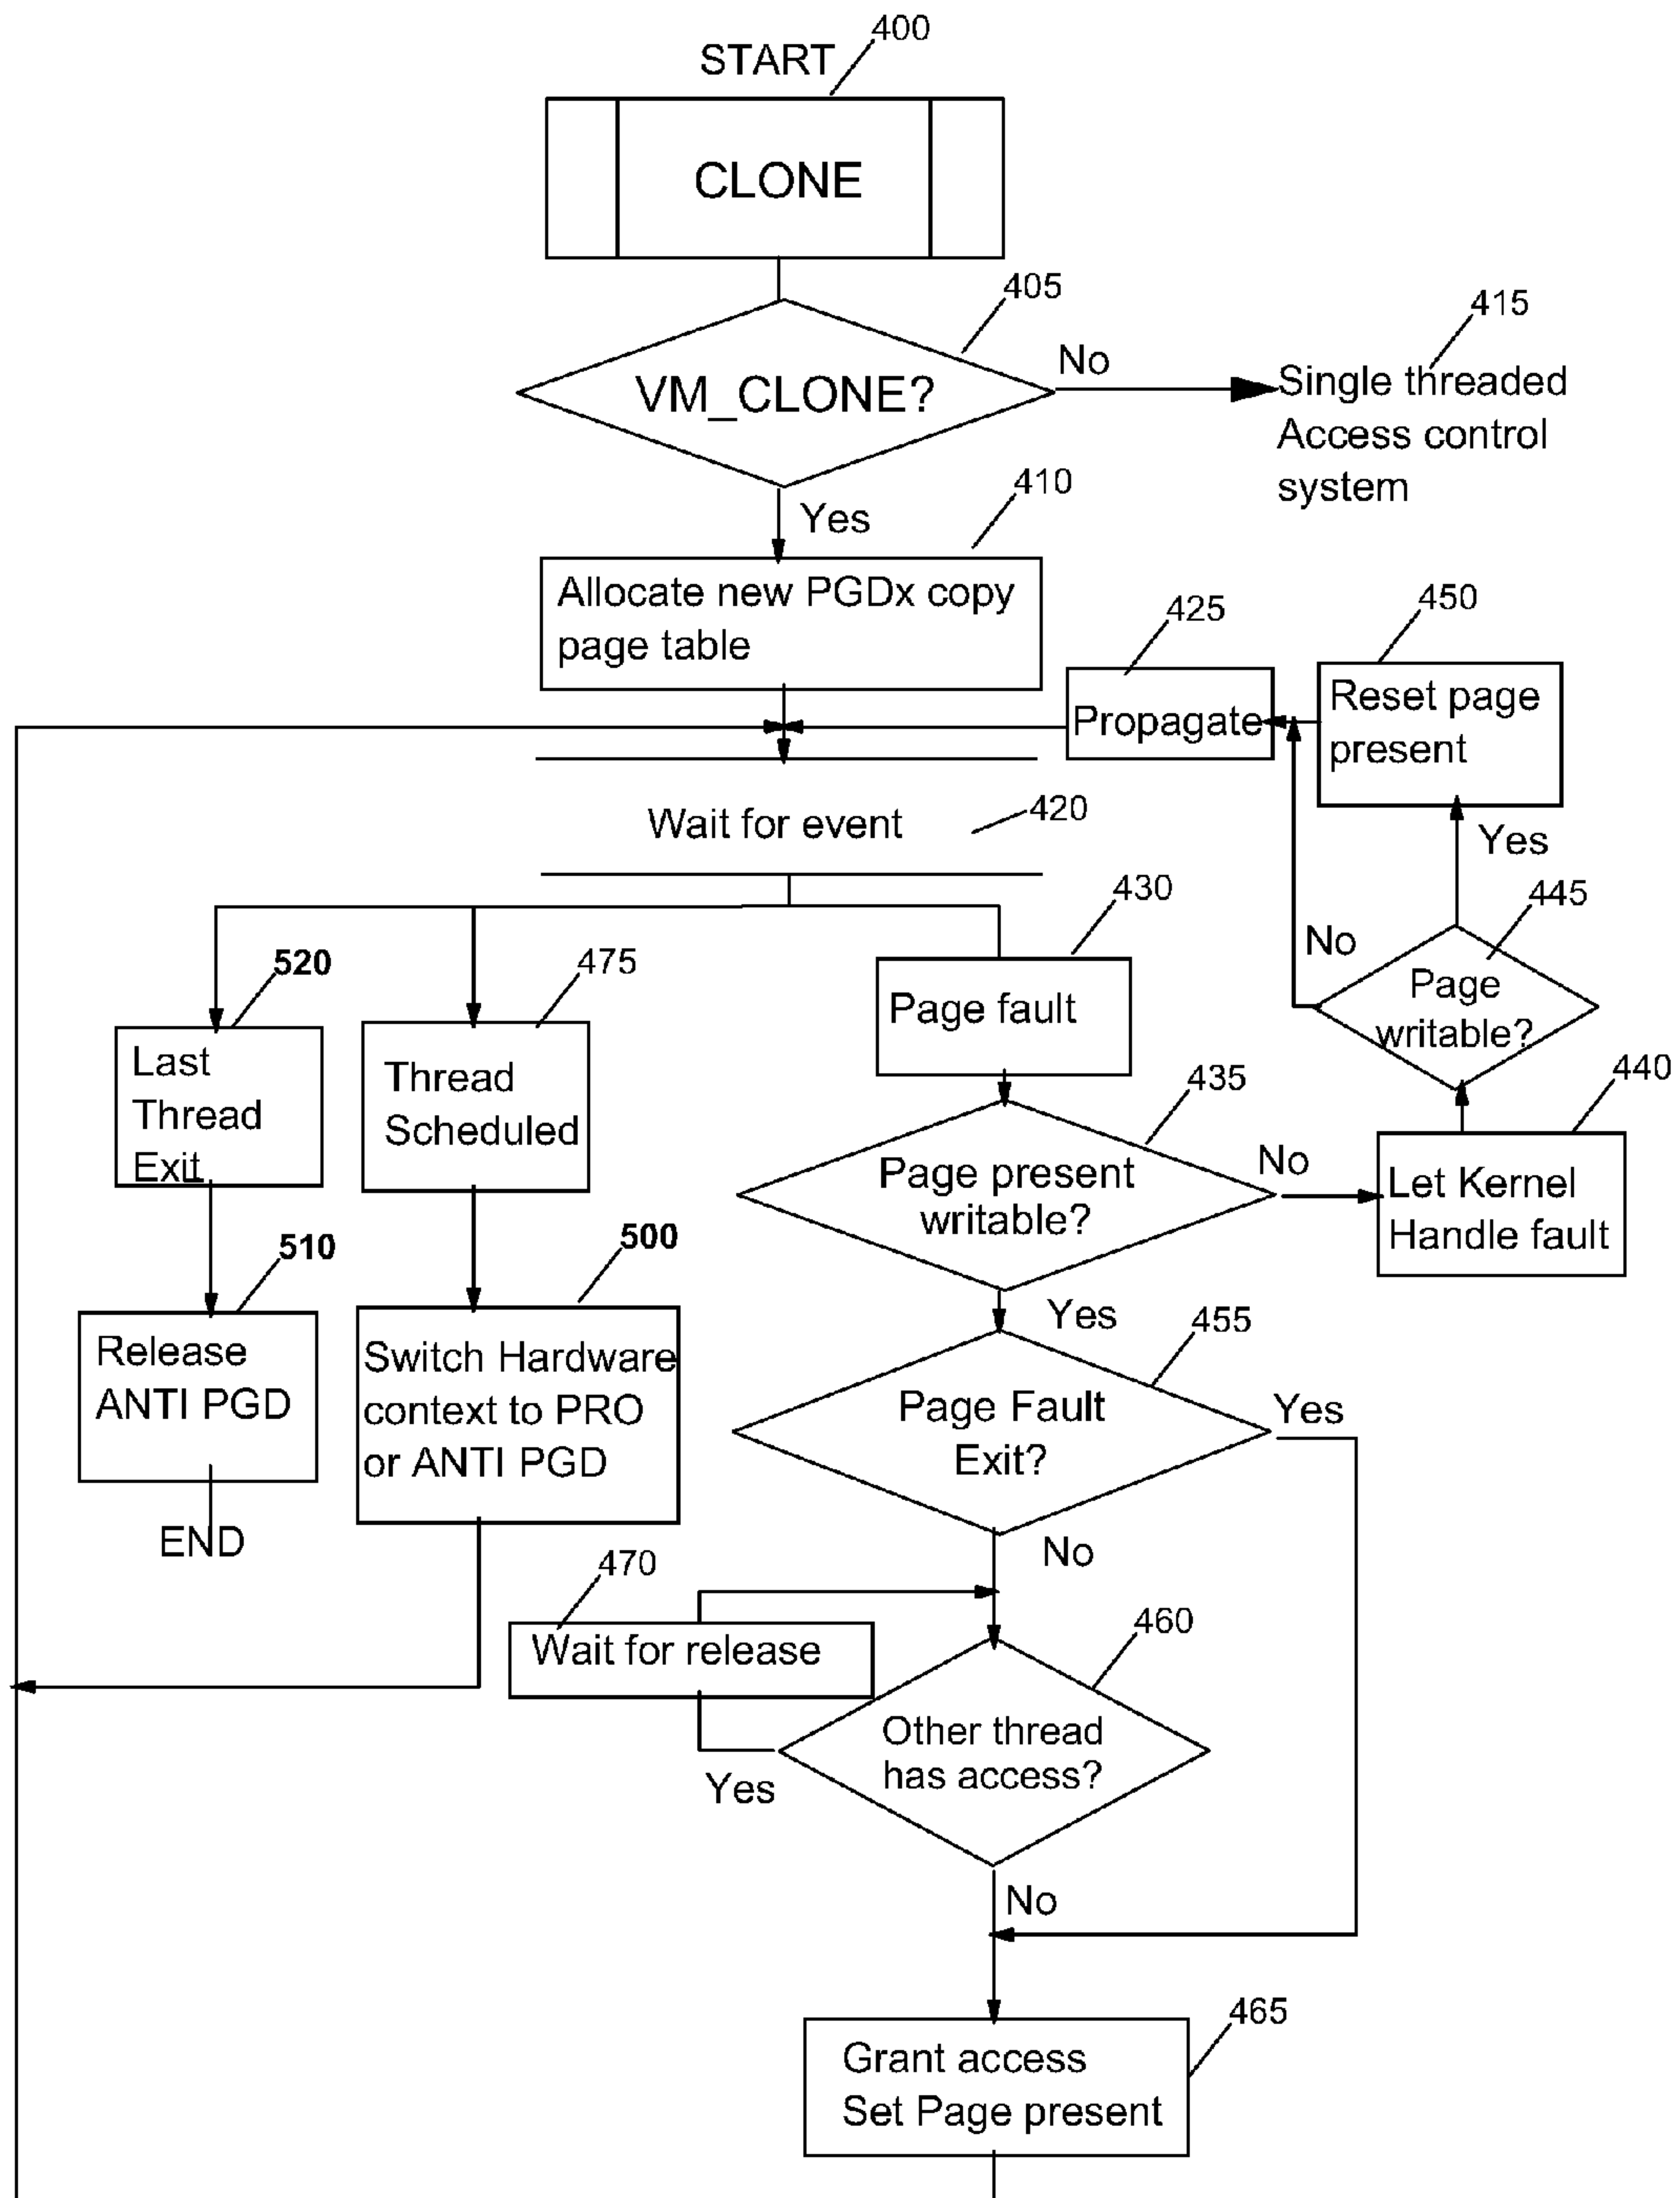 400
START
CLONE
405
VM_CLONE?
No
415
Single threaded
Access control
system
Yes
410
Allocate new PGDx copy
page table
425
Propagate
450
Reset page
present
Wait for event
420
Yes
430
445
No
Page
writable?
520
475
Page fault
Last
Thread
Exit
Thread
Scheduled
435
440
Page present
writable?
No
Let Kernel
Handle fault
510
500
Yes
455
Release
ANTI PGD
Switch Hardware
context to PRO
or ANTI PGD
Page Fault
Exit?
Yes
END
No
470
Wait for release
460
Other thread
has access?
Yes
No
465
Grant access
Set Page present